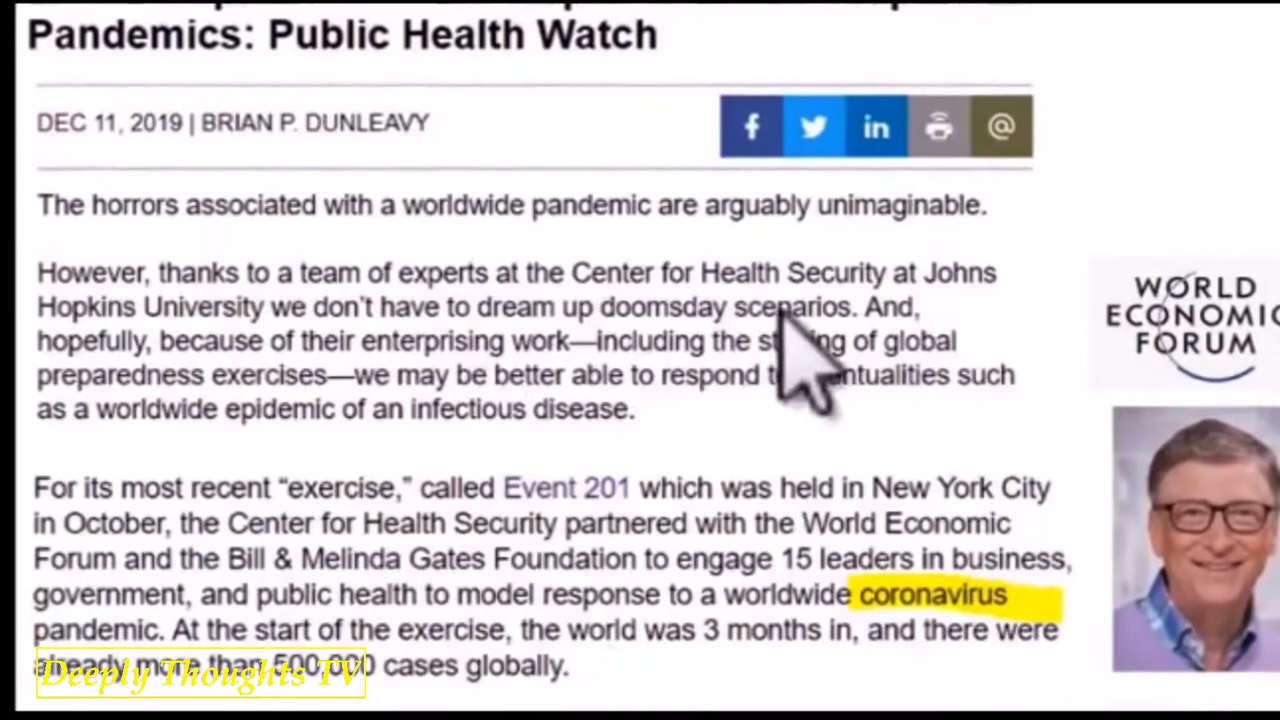 Pandemics: Public Health Watch
DEC 11, 2019 | BRIAN P. DUNLEAVY
The horrors associated with a worldwide pandemic are arguably unimaginable.
However, thanks to a team of experts at the Center for Health Security at Johns
Hopkins University we don't have to dream up doomsday scenarios. And,
hopefully, because of their enterprising work—including the of global
preparedness exercises—we may be better able to respond such
as a worldwide epidemic of an infectious disease.
WORLD
ECONOMIC
FORUM
For its most recent “exercise,” called Event 201 which was held in New York City
in October, the Center for Health Security partnered with the World Economic
Forum and the Bill & Melinda Gates Foundation to engage 15 leaders in business,
government, and public health to model response to a worldwide coronavirus
pandemic. At the start of the exercise, the world was 3 months in, and there were
already more than 500,000 cases globally.
Deeply Thoughts TV